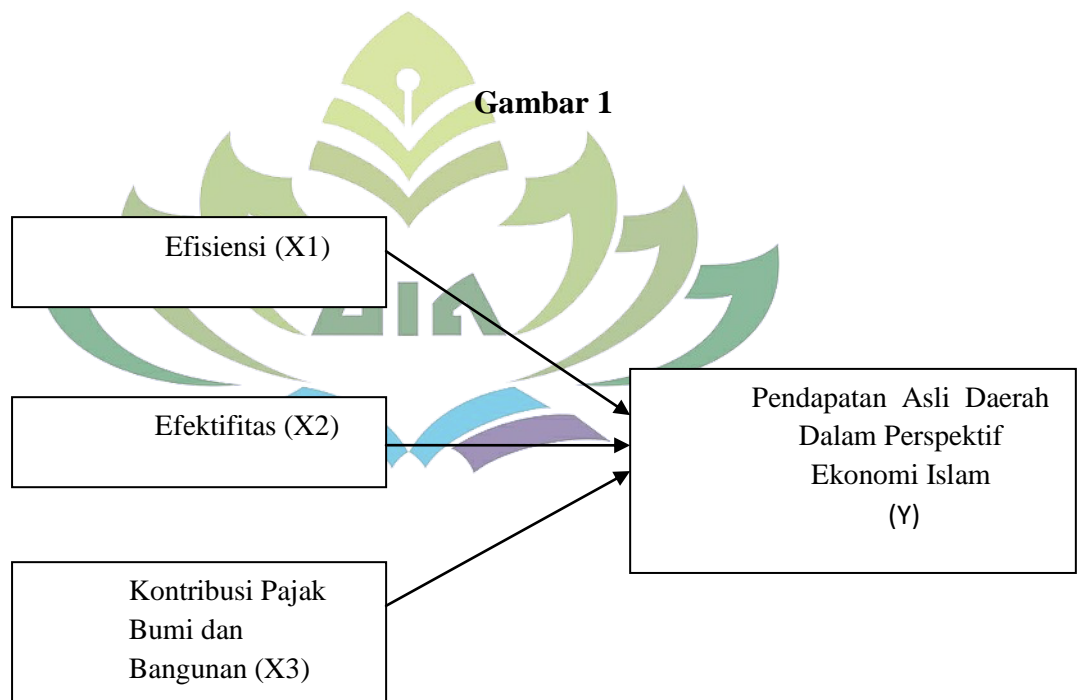 Gambar 1
Efisiensi (X1)
Efektifitas (X2)
Kontribusi Pajak
Bumi dan
Bangunan (X3)
Pendapatan Asli Daerah
Dalam Perspektif
Ekonomi Islam
(Y)